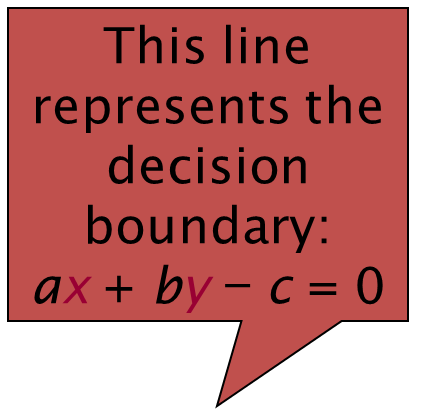 This line
represents the
decision
boundary:
ax + by − c = 0